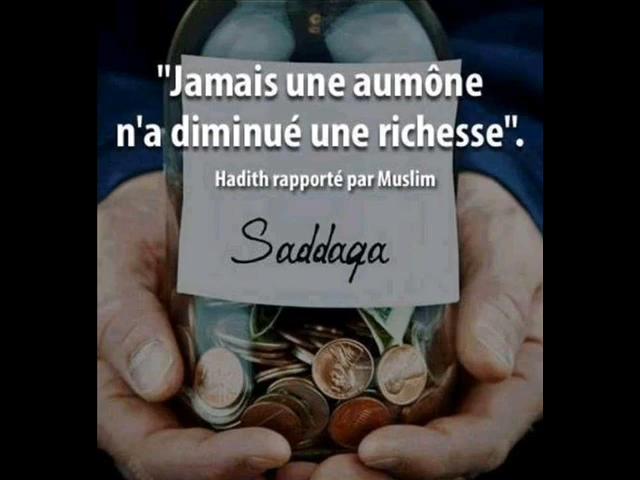 "Jamais une aumône
n'a diminué une richesse".
Hadith rapporté par Muslim
Saddaqa